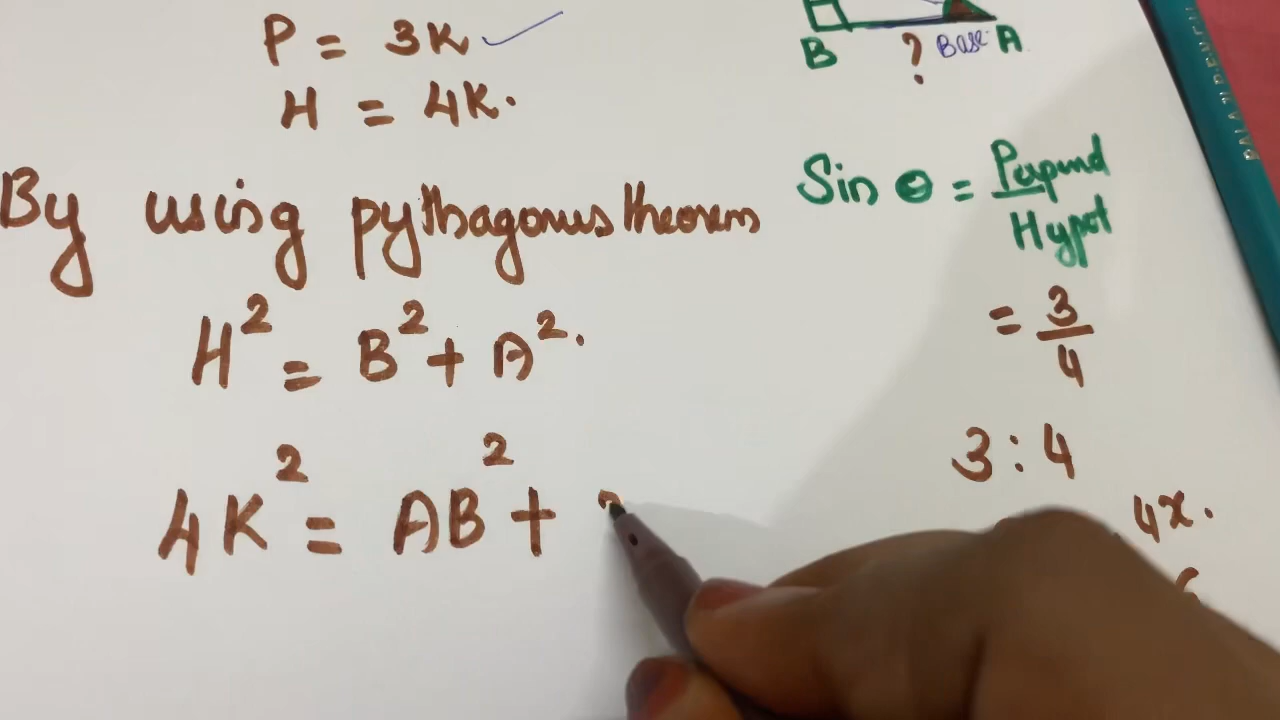 P = 3K
H = 4K.
By using pythagorus theorem
H² = B² + A².
4K² = AB² +
B ? Base A
Sin θ = Perpend
Hypot
= 3
4
3 : 4
4x.